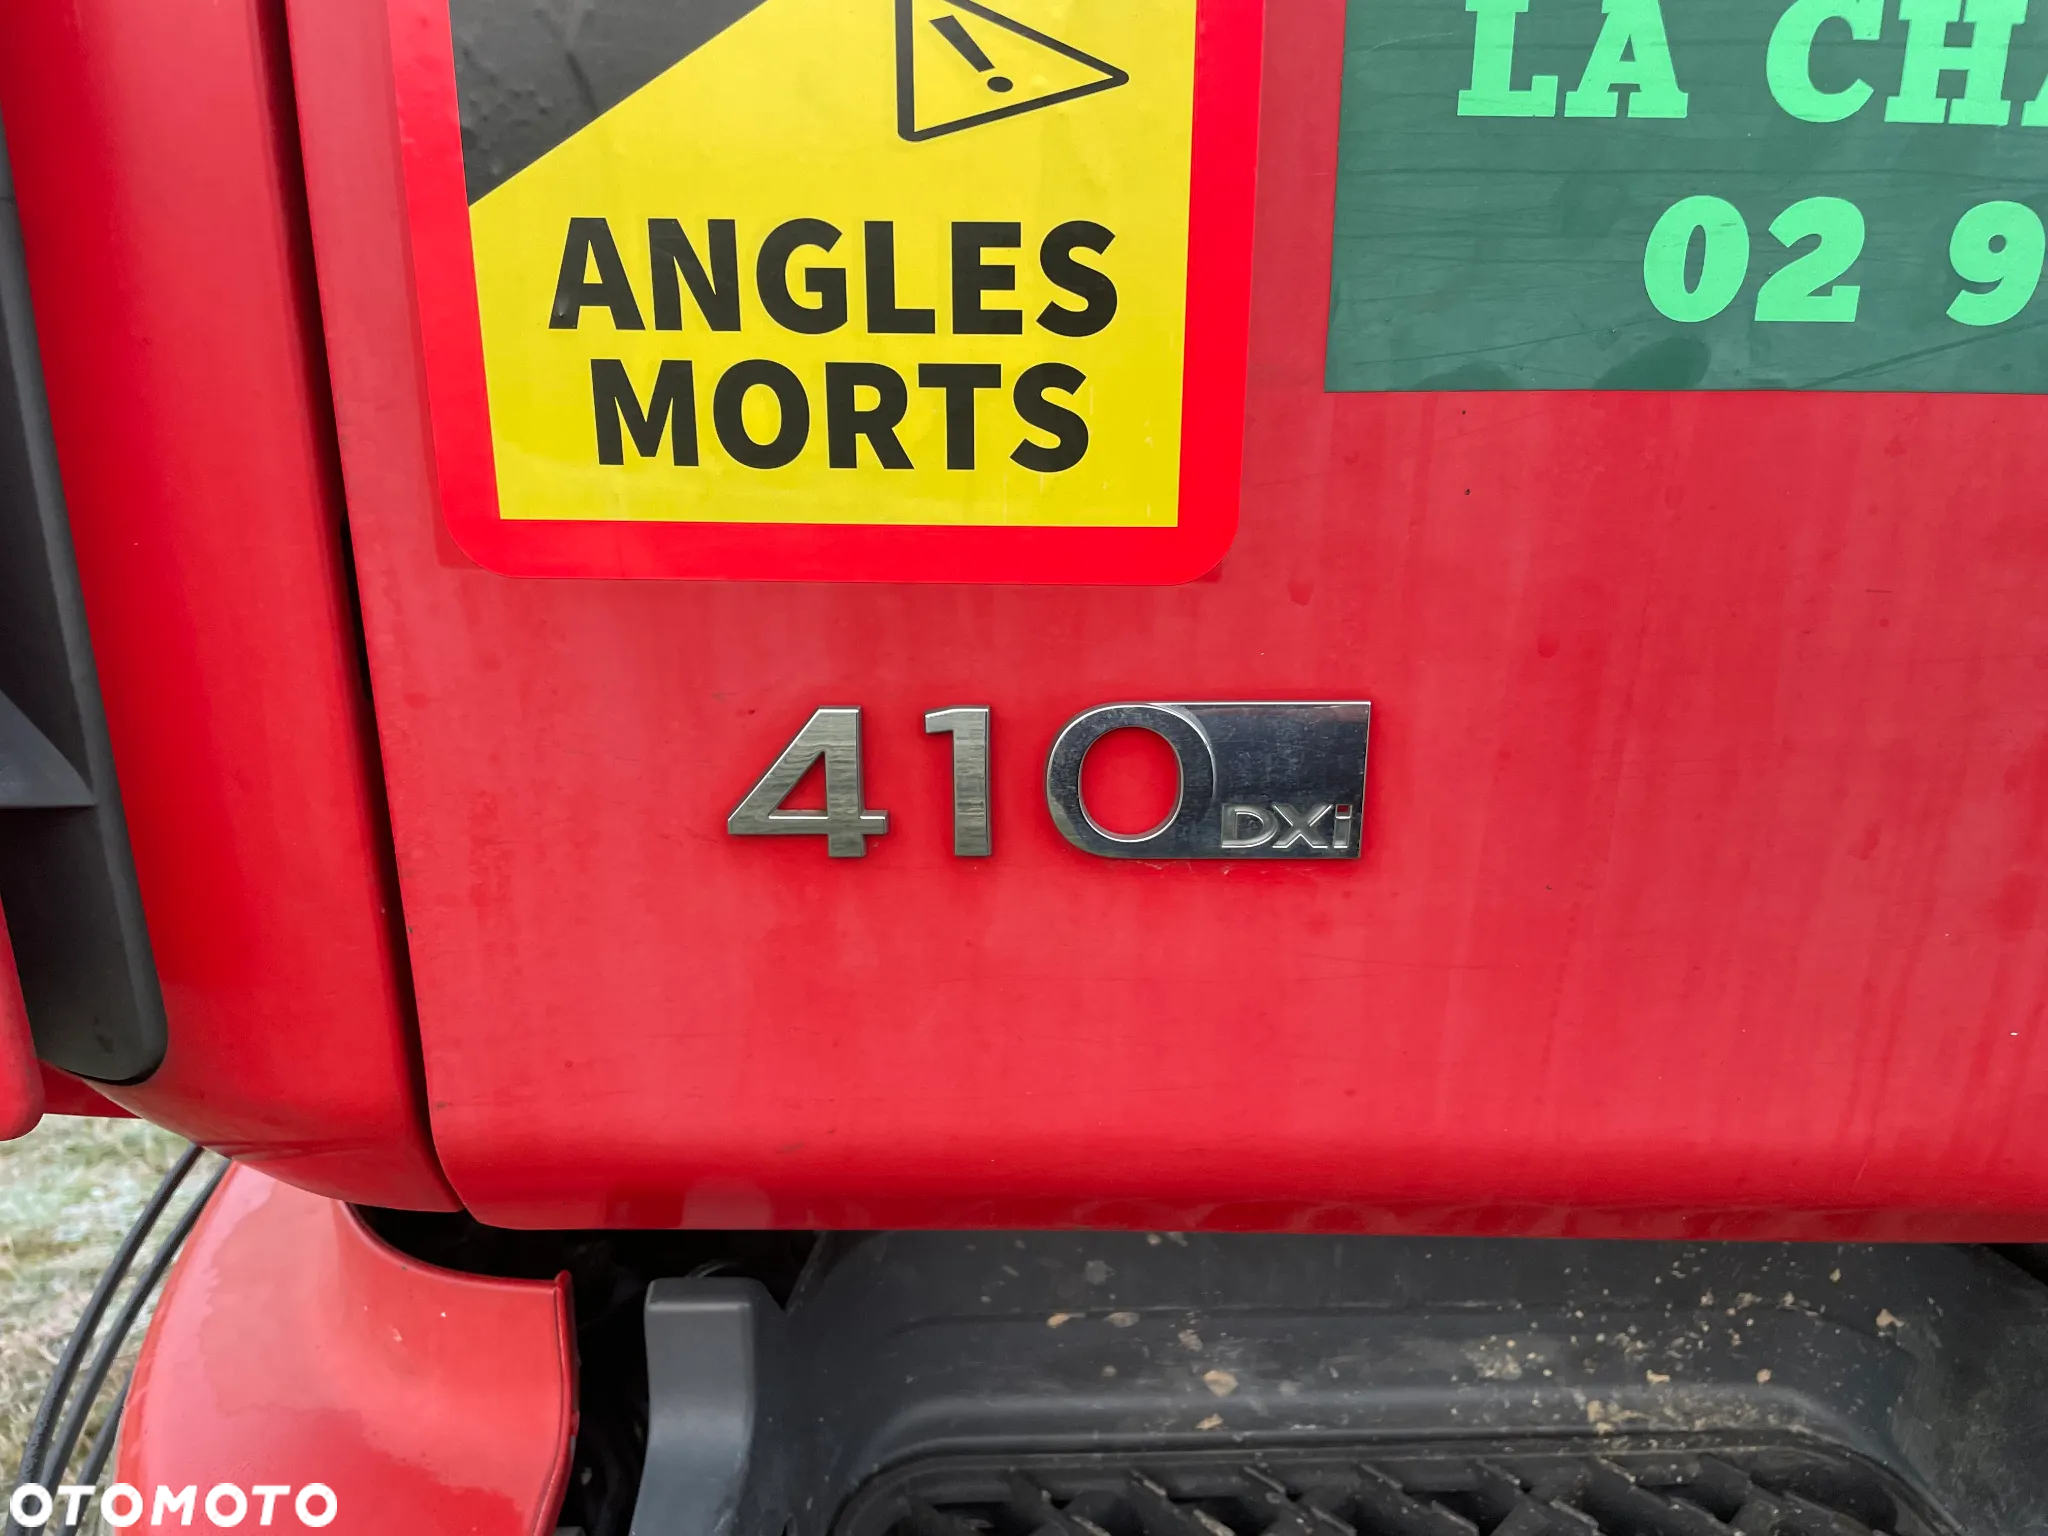 ANGLES
MORTS
LA CH
02 9
410 DXi
OTOMOTO